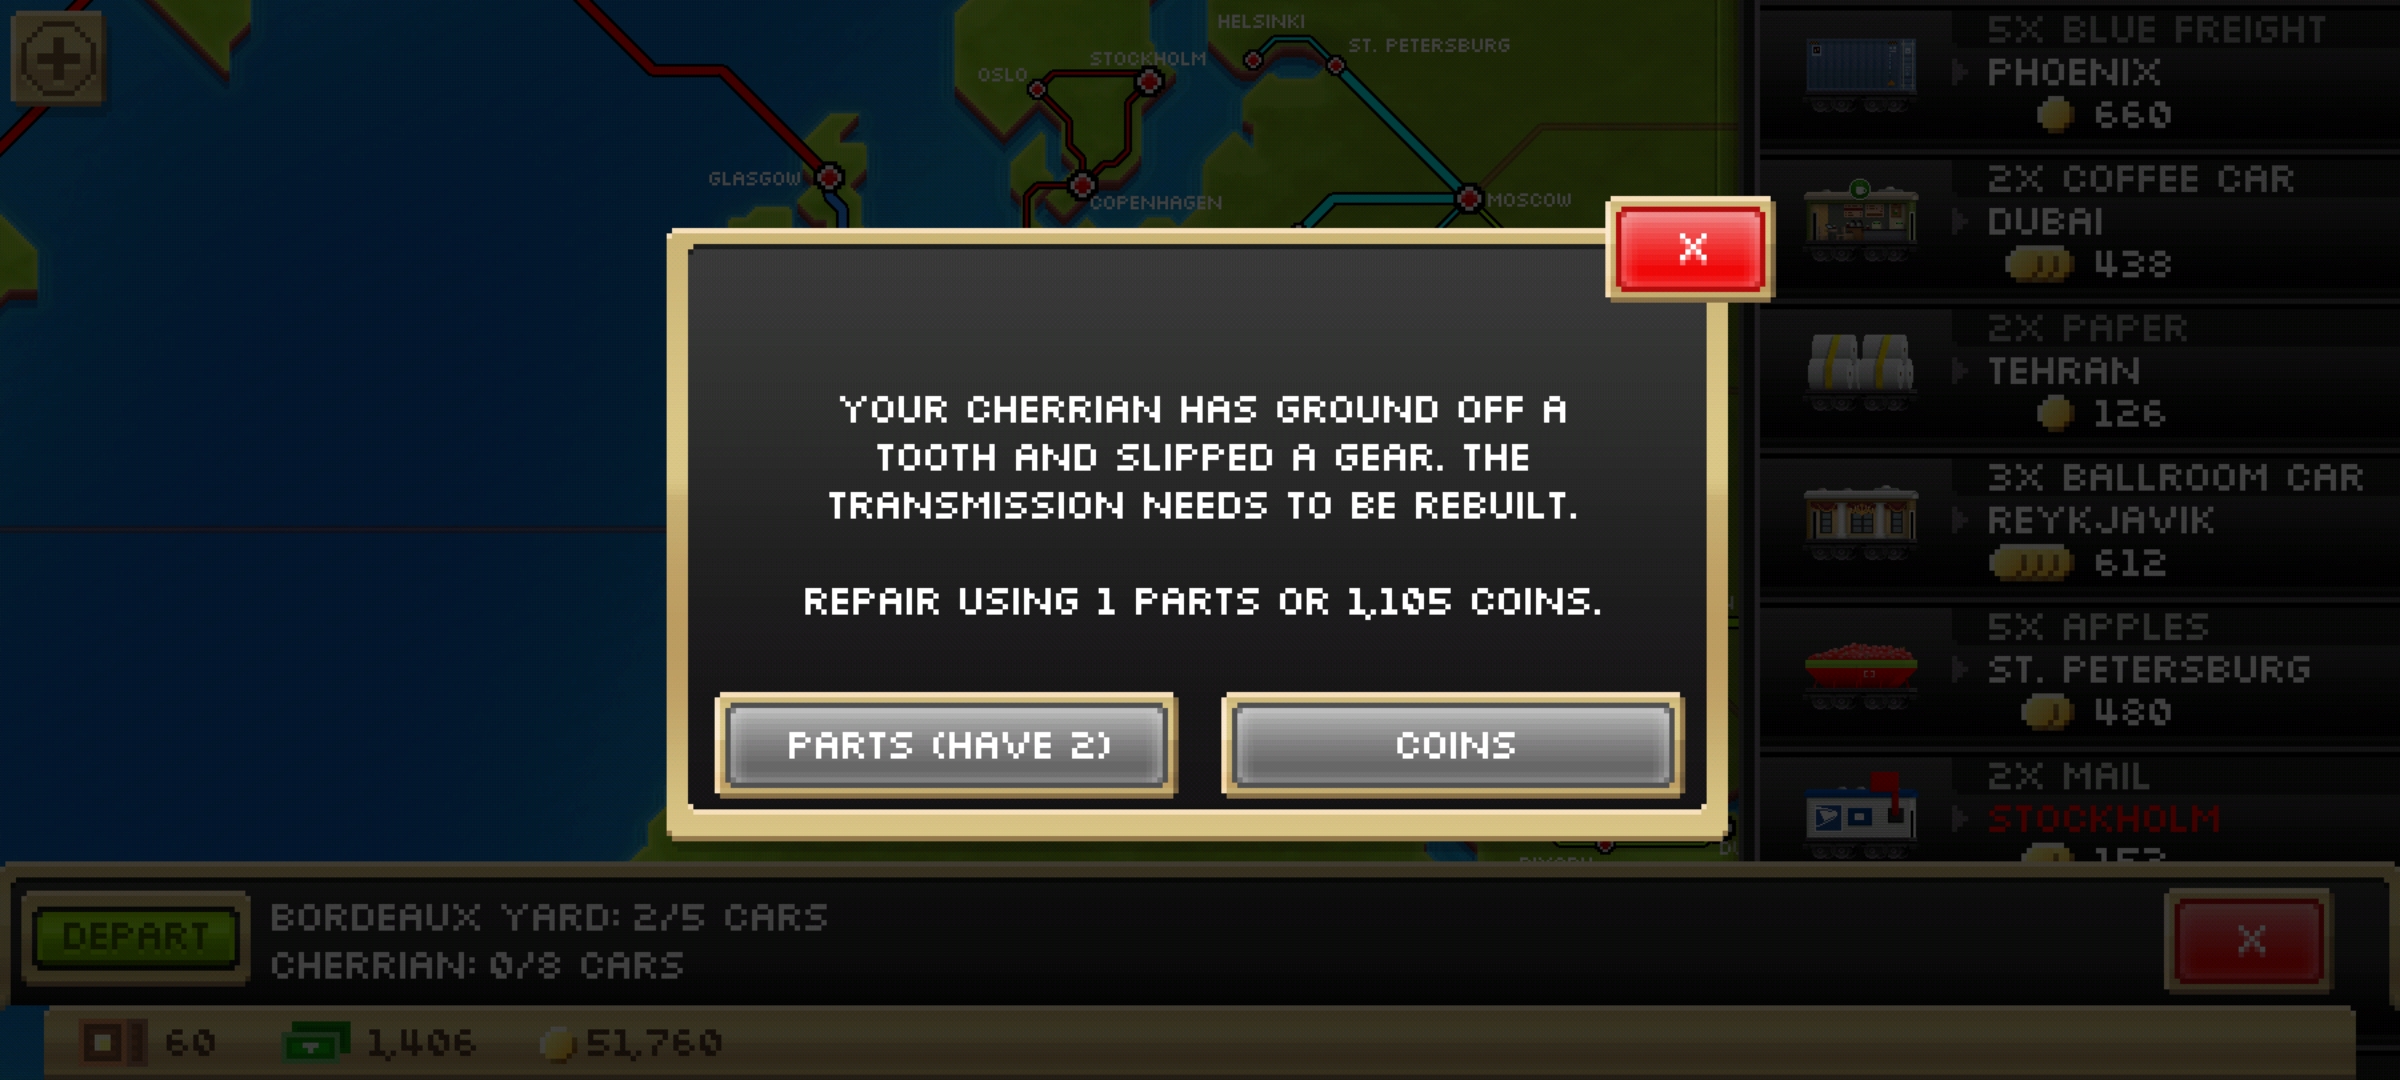 HELSINKI
ST. PETERSBURG
STOCKHOLM
OSLO
GLASGOW
COPENHAGEN
MOSCOW
X
YOUR CHERRIAN HAS GROUND OFF A
TOOTH AND SLIPPED A GEAR. THE
TRANSMISSION NEEDS TO BE REBUILT.
REPAIR USING 1 PARTS OR 1,105 COINS.
PARTS (HAVE 2)
COINS
5X BLUE FREIGHT
PHOENIX
660
2X COFFEE CAR
DUBAI
438
2X PAPER
TEHRAN
126
3X BALLROOM CAR
REYKJAVIK
612
5X APPLES
ST. PETERSBURG
480
2X MAIL
STOCKHOLM
DEPART
BORDEAUX YARD: 2/5 CARS
CHERRIAN: 0/8 CARS
X
60
1,406
51,760